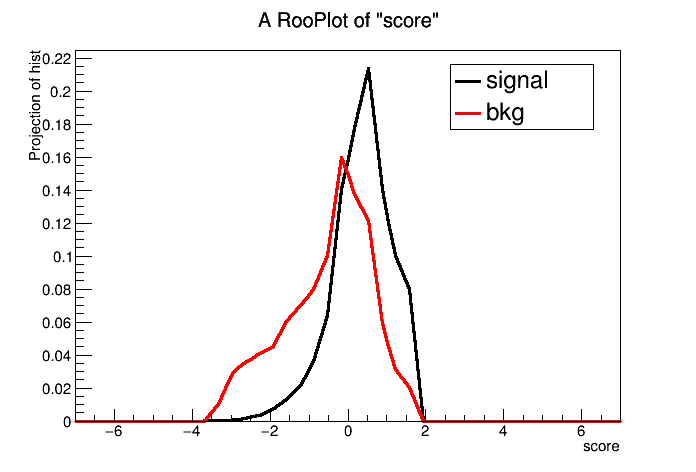 A RooPlot of "score"
Projection of hist
0.22
0.2
0.18
0.16
0.14
0.12
0.1
0.08
0.06
0.04
0.02
0
signal
bkg
−6 −4 −2 0 2 4 6
score